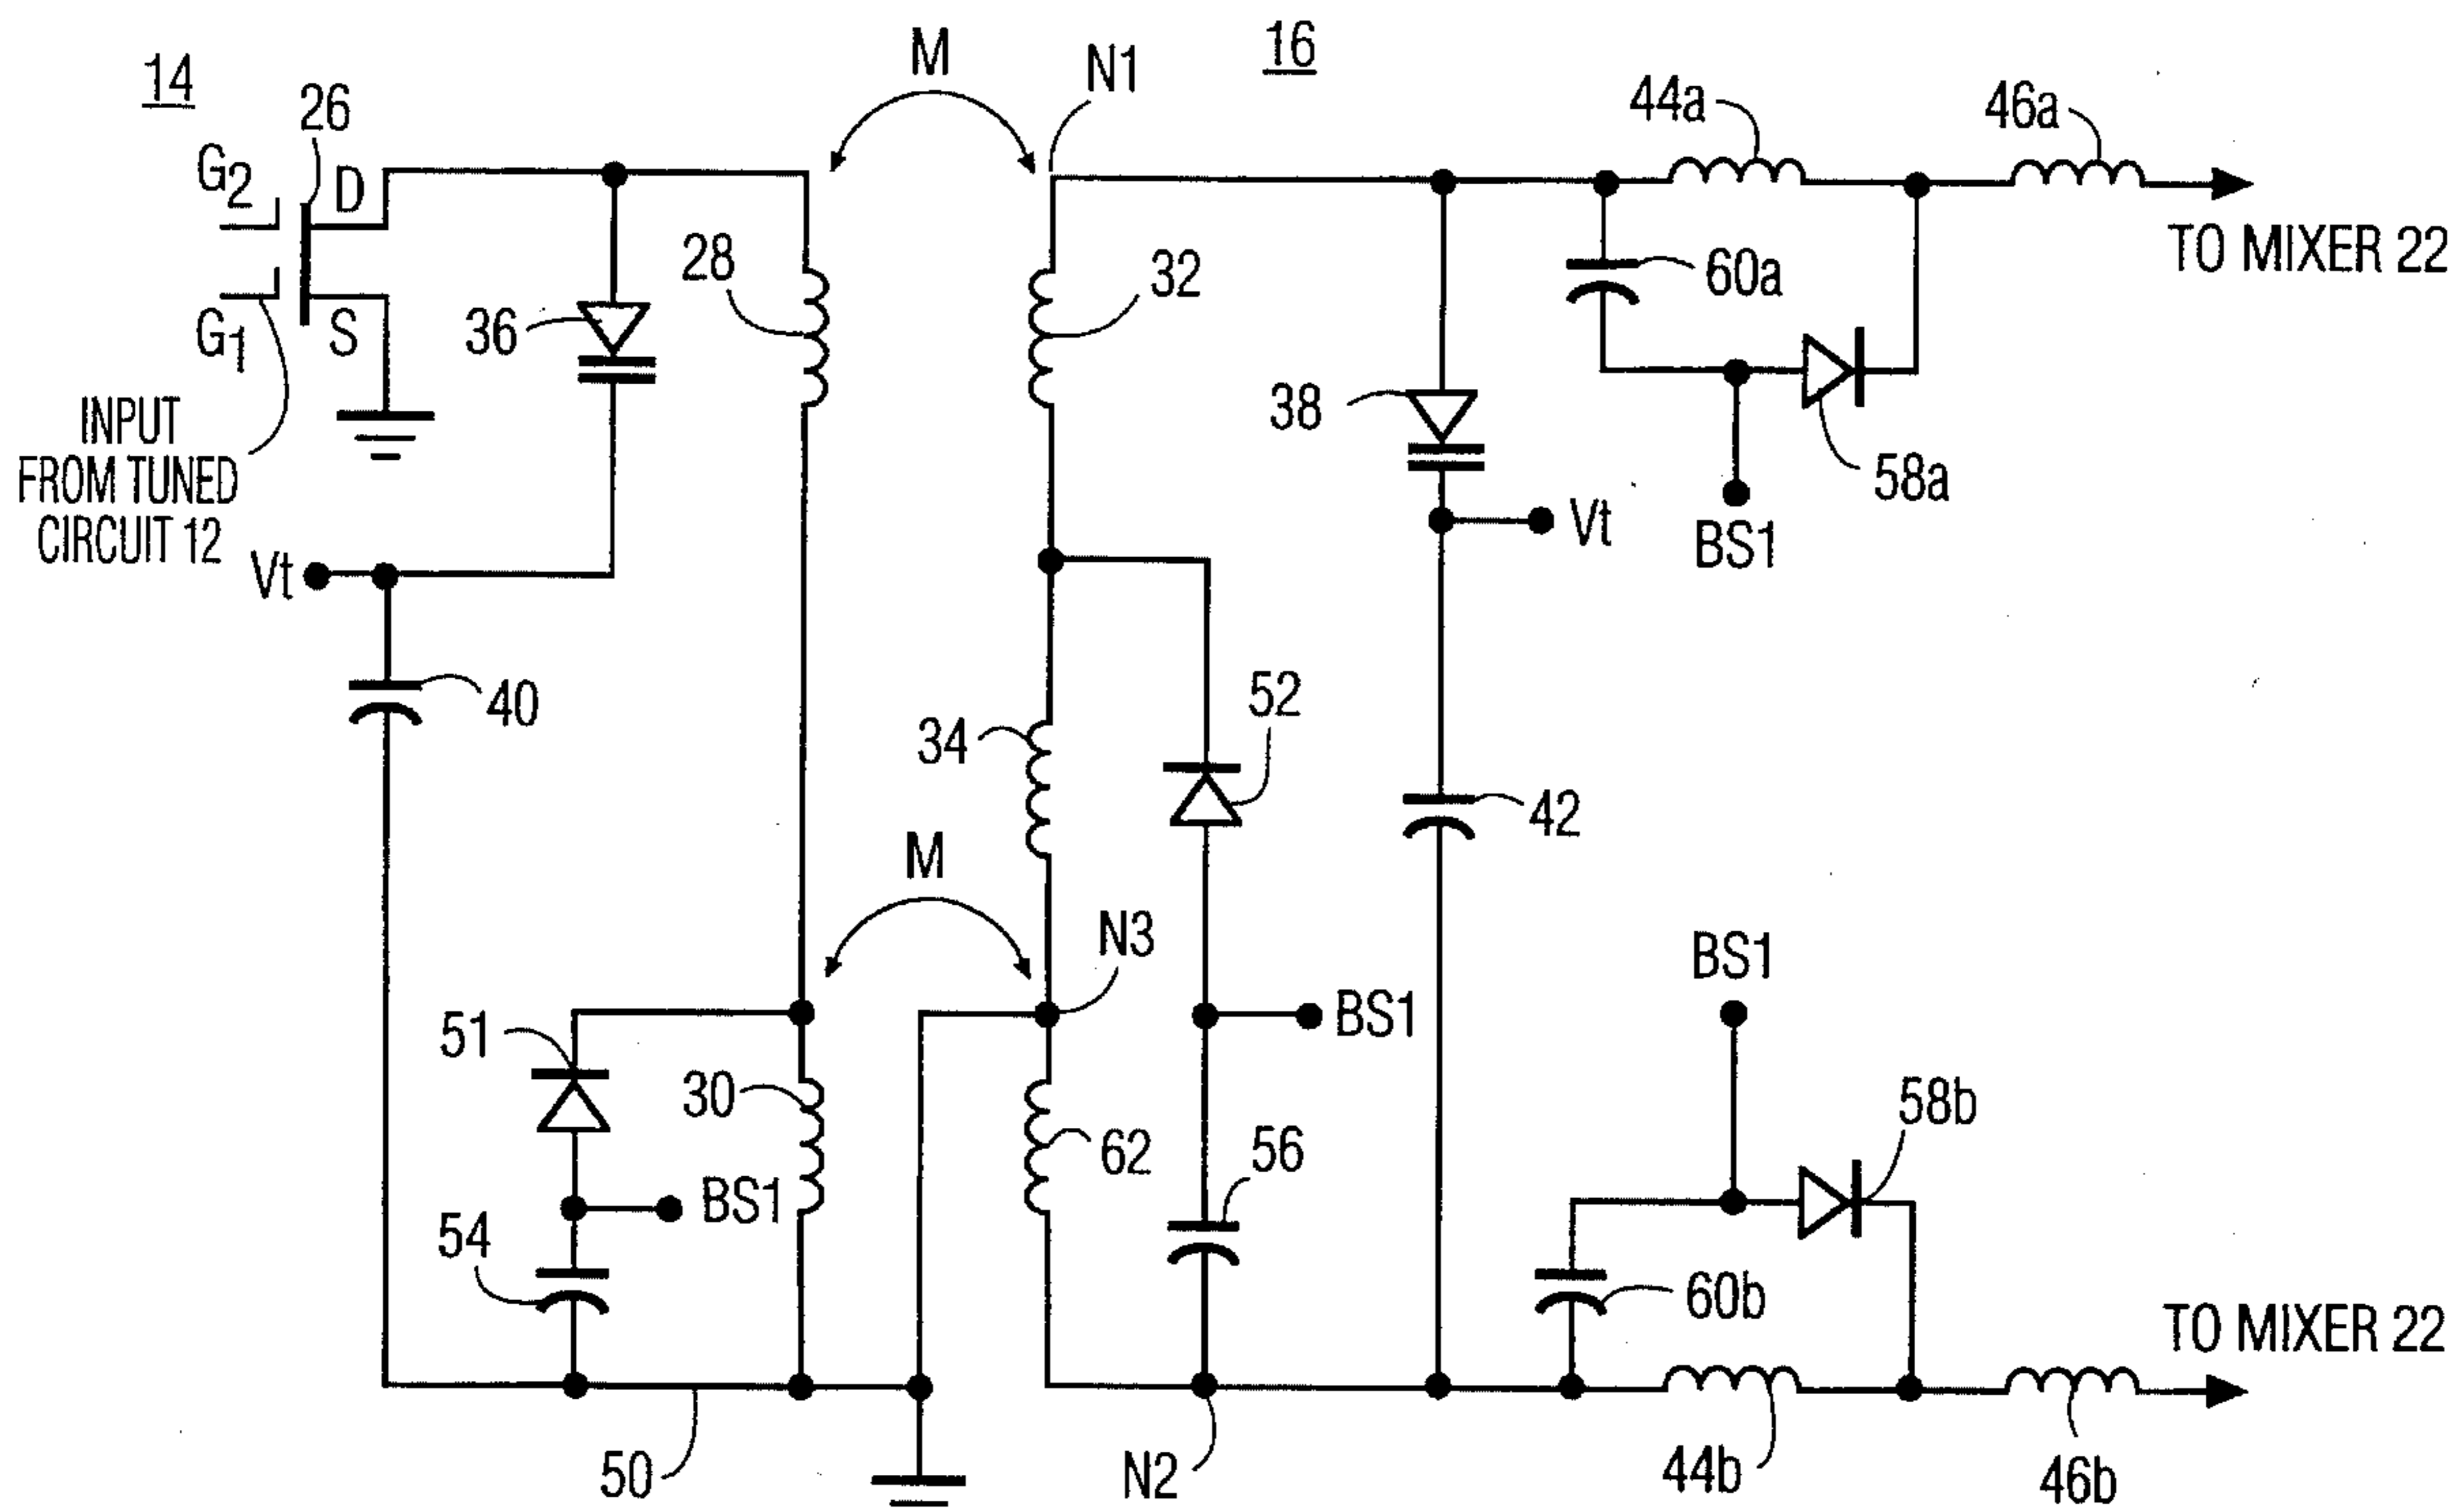 14
26
G2
D
G1
S
INPUT
FROM TUNED
CIRCUIT 12
Vt
36
28
M
N1
16
32
44a
46a
TO MIXER 22
60a
58a
BS1
38
Vt
40
34
52
42
M
N3
51
30
BS1
54
62
56
BS1
BS1
58b
60b
TO MIXER 22
50
N2
44b
46b